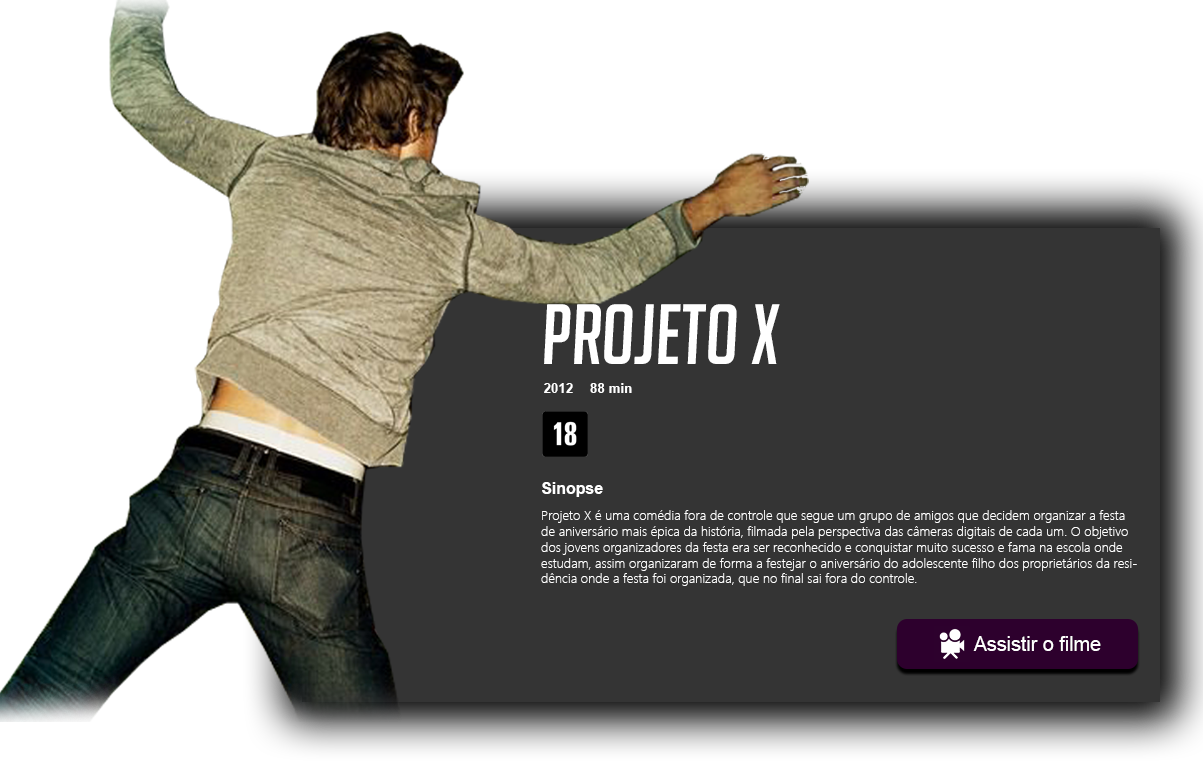 PROJETO X
2012 88 min
18
Sinopse
Projeto X é uma comédia fora de controle que segue um grupo de amigos que decidem organizar a festa
de aniversário mais épica da história, filmada pela perspectiva das câmeras digitais de cada um. O objetivo
dos jovens organizadores da festa era ser reconhecido e conquistar muito sucesso e fama na escola onde
estudam, assim organizaram de forma a festejar o aniversário do adolescente filho dos proprietários da resi-
dência onde a festa foi organizada, que no final sai fora do controle.
Assistir o filme